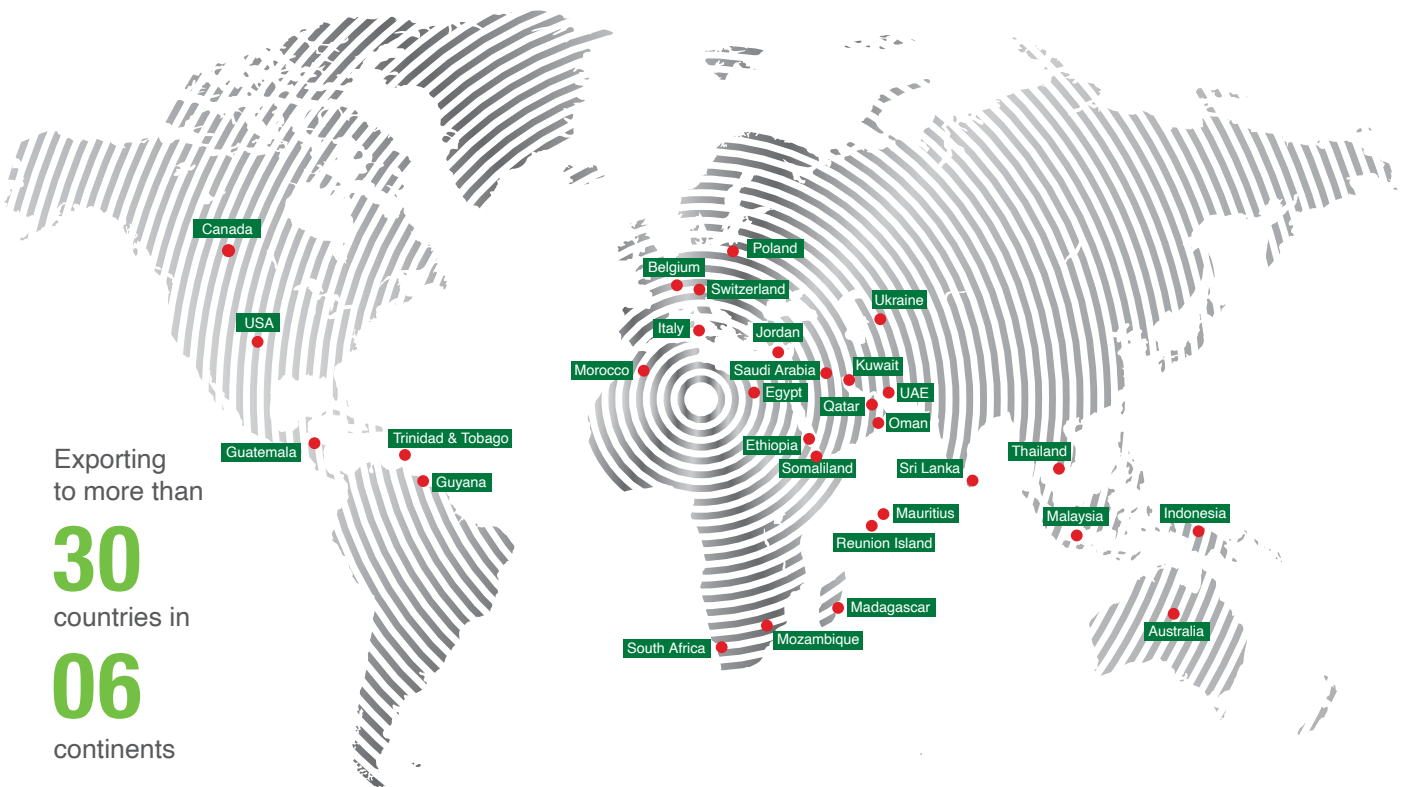 Canada
Poland
Belgium
Switzerland
Ukraine
USA
Italy
Jordan
Morocco
Saudi Arabia
Kuwait
Egypt
UAE
Qatar
Oman
Guatemala
Trinidad & Tobago
Guyana
Ethiopia
Somaliland
Sri Lanka
Thailand
Mauritius
Reunion Island
Malaysia
Indonesia
Madagascar
Mozambique
South Africa
Australia
Exporting
to more than
30
countries in
06
continents